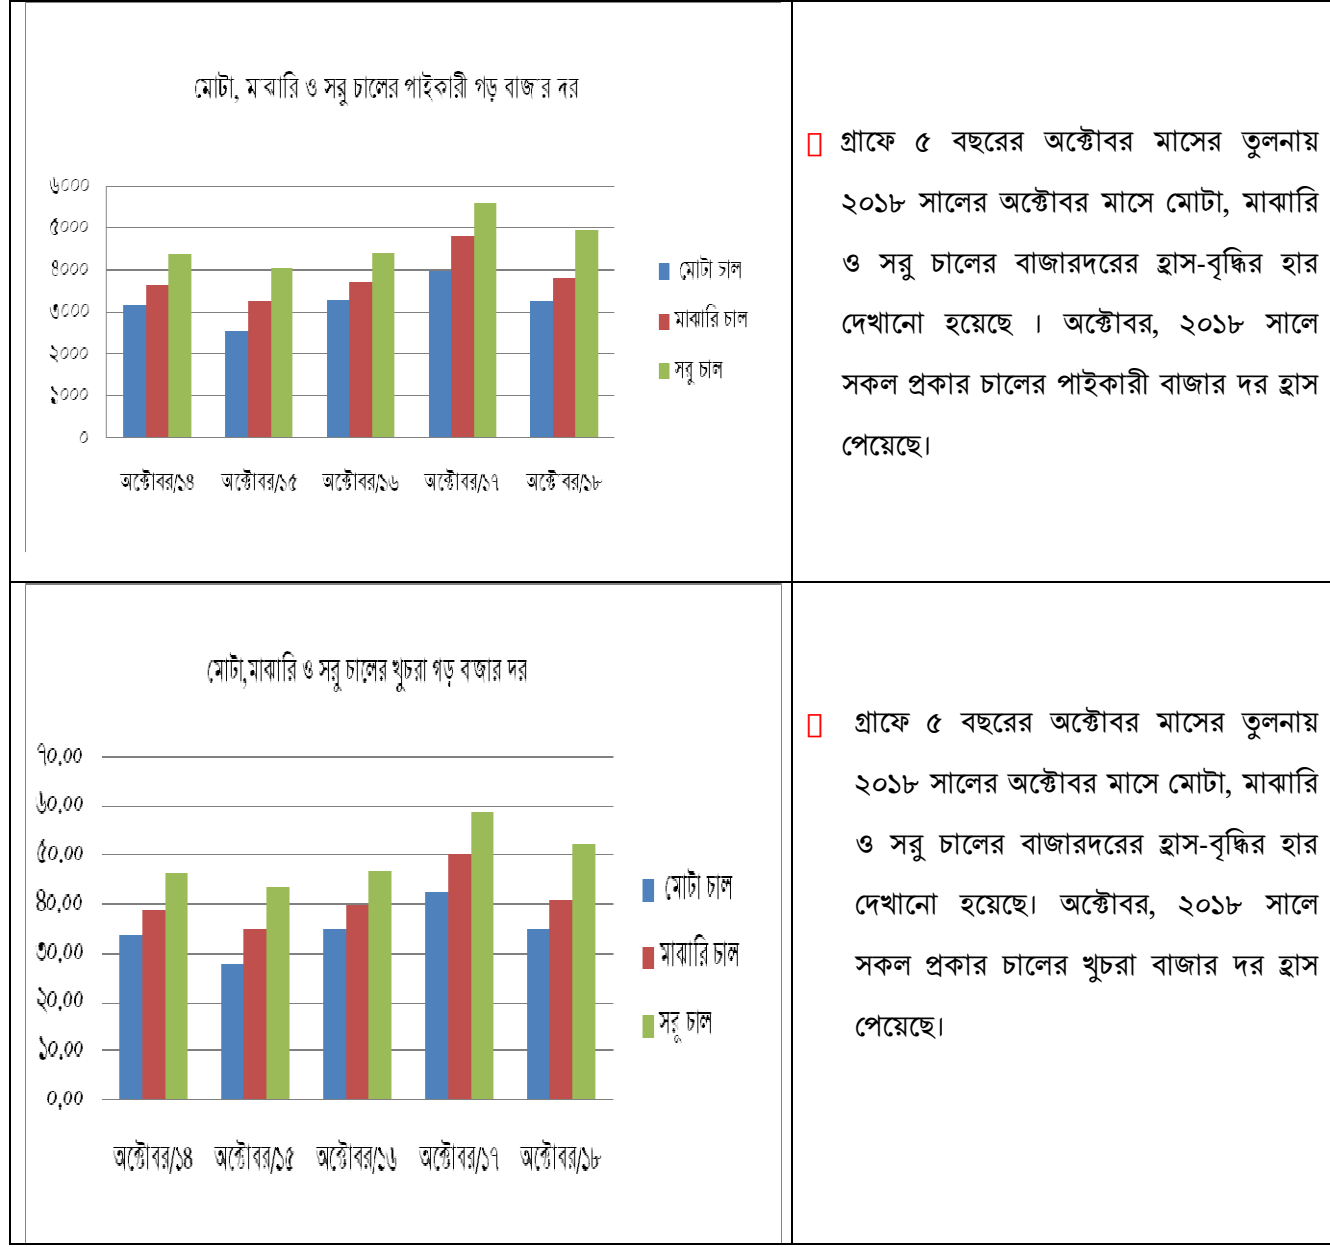 মোটা, মাঝারি ও সরু চালের পাইকারী গড় বাজার দর
৬০০০
৫০০০
৪০০০
৩০০০
২০০০
১০০০
০
অক্টোবর/১৪ অক্টোবর/১৫ অক্টোবর/১৬ অক্টোবর/১৭ অক্টোবর/১৮
মোটা চাল
মাঝারি চাল
সরু চাল
গ্রাফে ৫ বছরের অক্টোবর মাসের তুলনায়
২০১৮ সালের অক্টোবর মাসে মোটা, মাঝারি
ও সরু চালের বাজারদরের হ্রাস-বৃদ্ধির হার
দেখানো হয়েছে । অক্টোবর, ২০১৮ সালে
সকল প্রকার চালের পাইকারী বাজার দর হ্রাস
পেয়েছে।
মোটা,মাঝারি ও সরু চালের খুচরা গড় বাজার দর
৭০.০০
৬০.০০
৫০.০০
৪০.০০
৩০.০০
২০.০০
১০.০০
০.০০
অক্টোবর/১৪ অক্টোবর/১৫ অক্টোবর/১৬ অক্টোবর/১৭ অক্টোবর/১৮
মোটা চাল
মাঝারি চাল
সরু চাল
গ্রাফে ৫ বছরের অক্টোবর মাসের তুলনায়
২০১৮ সালের অক্টোবর মাসে মোটা, মাঝারি
ও সরু চালের বাজারদরের হ্রাস-বৃদ্ধির হার
দেখানো হয়েছে। অক্টোবর, ২০১৮ সালে
সকল প্রকার চালের খুচরা বাজার দর হ্রাস
পেয়েছে।